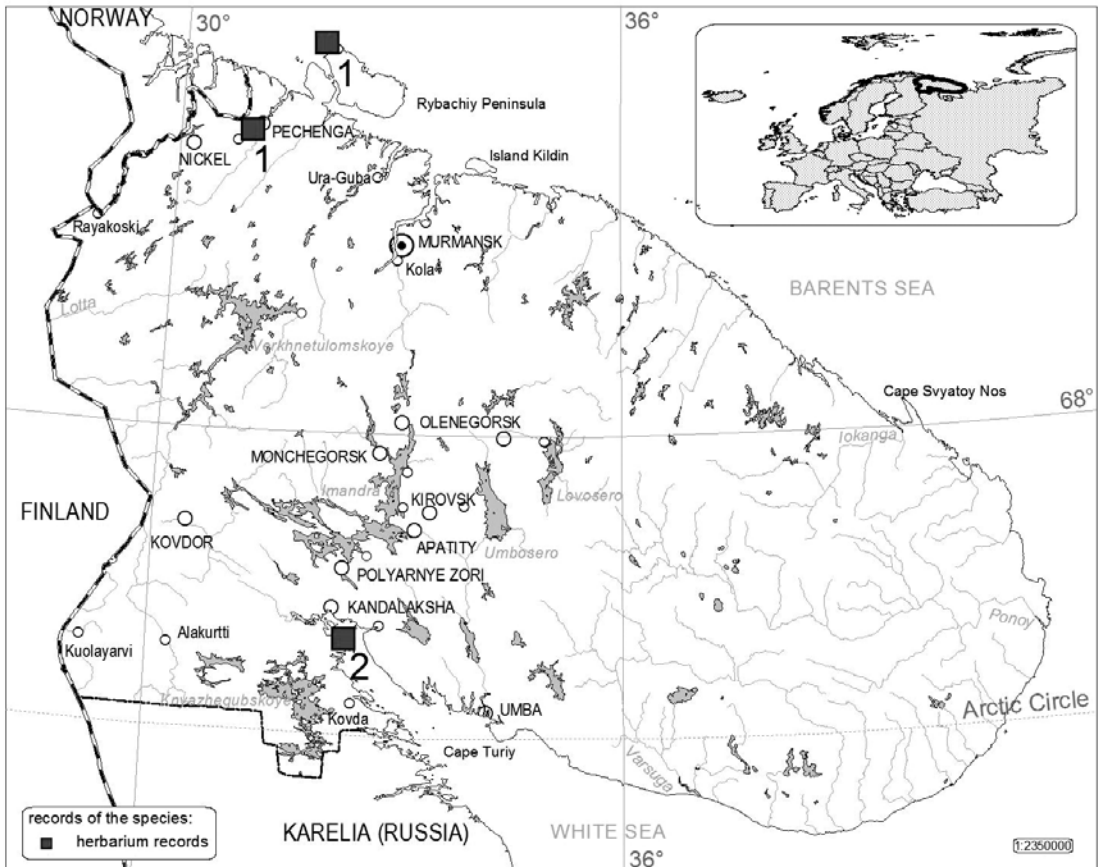 NORWAY
30°
36°
1
Rybachiy Peninsula
PECHENGA
NICKEL
1
Island Kildin
Ura-Guba
Rayakoski
MURMANSK
Kola
BARENTS SEA
Lotta
Verkhnetulomskoye
Cape Svyatoy Nos
68°
OLENEGORSK
Iokanga
MONCHEGORSK
Imandra
Lovosero
KIROVSK
FINLAND
KOVDOR
APATITY
Umbosero
POLYARNYE ZORI
KANDALAKSHA
Ponoy
Alakurtti
Kuolayarvi
2
Knyazhegubskoye
Kovda
UMBA
Arctic Circle
Cape Turiy
Varsuga
records of the species:
herbarium records
KARELIA (RUSSIA)
WHITE SEA
1:2350000
36°